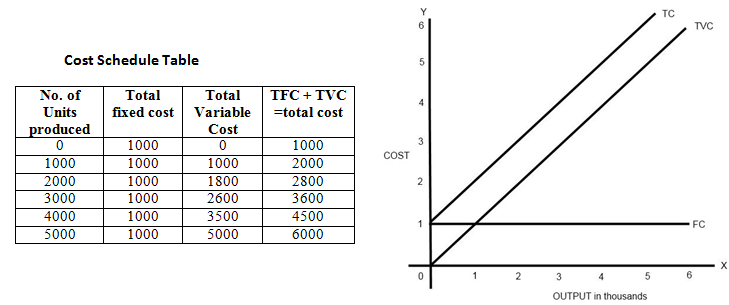 Cost Schedule Table
No. of Units produced | Total fixed cost | Total Variable Cost | TFC + TVC =total cost
0 | 1000 | 0 | 1000
1000 | 1000 | 1000 | 2000
2000 | 1000 | 1800 | 2800
3000 | 1000 | 2600 | 3600
4000 | 1000 | 3500 | 4500
5000 | 1000 | 5000 | 6000
Y
TC
6
TVC
5
4
3
COST
2
1
FC
X
0 1 2 3 4 5 6
OUTPUT in thousands